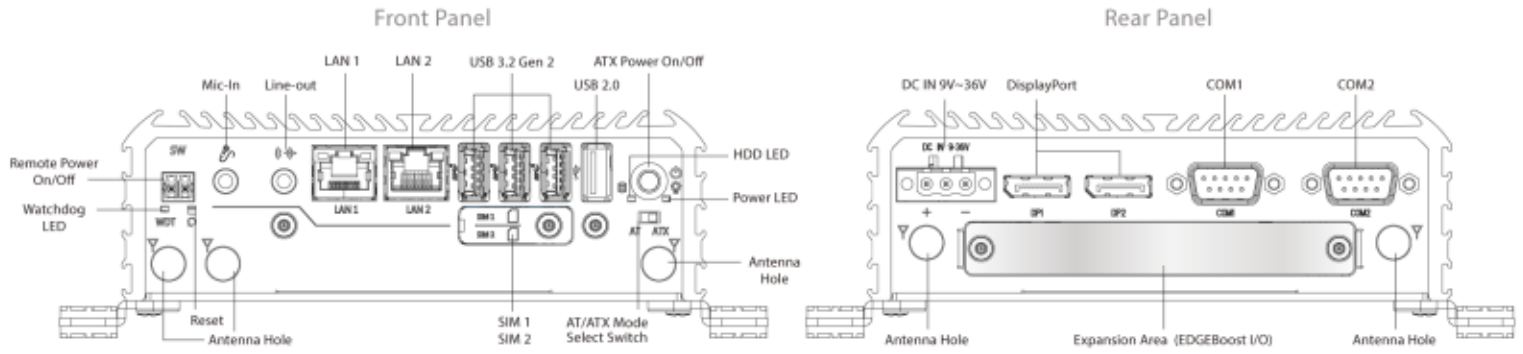 Front Panel
LAN 1
LAN 2
USB 3.2 Gen 2
ATX Power On/Off
Mic-In
Line-out
USB 2.0
Remote Power
On/Off
SW
HDD LED
Power LED
Watchdog
LED
WDT
LAN 1
LAN 2
SIM 1
SIM 2
AT
ATX
Antenna
Hole
Reset
Antenna Hole
SIM 1
SIM 2
AT/ATX Mode
Select Switch
Rear Panel
DC IN 9V~36V
DisplayPort
COM1
COM2
DC IN 9-36V
+
-
DP1
DP2
COM1
COM2
Antenna Hole
Expansion Area (EDGEBoost I/O)
Antenna Hole